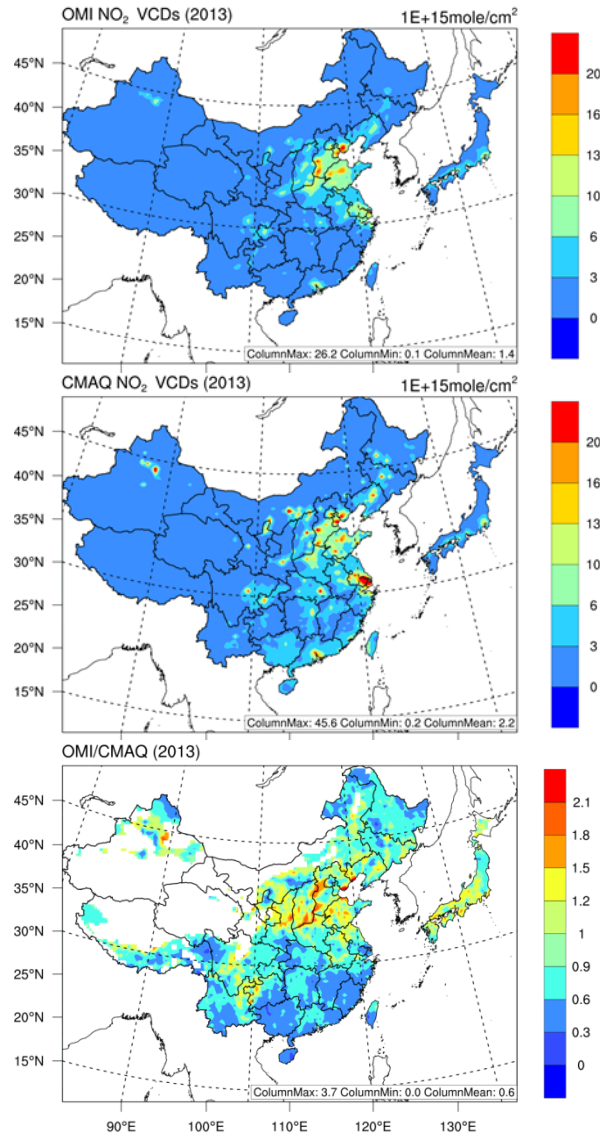 OMI NO2 VCDs (2013) 1E+15mole/cm2
45°N
40°N
35°N
30°N
25°N
20°N
15°N
20
16
13
10
6
3
0
ColumnMax: 26.2 ColumnMin: 0.1 ColumnMean: 1.4
CMAQ NO2 VCDs (2013) 1E+15mole/cm2
45°N
40°N
35°N
30°N
25°N
20°N
15°N
20
16
13
10
6
3
0
ColumnMax: 45.6 ColumnMin: 0.2 ColumnMean: 2.2
OMI/CMAQ (2013)
45°N
40°N
35°N
30°N
25°N
20°N
15°N
2.1
1.8
1.5
1.2
1
0.9
0.6
0.3
0
ColumnMax: 3.7 ColumnMin: 0.0 ColumnMean: 0.6
90°E 100°E 110°E 120°E 130°E